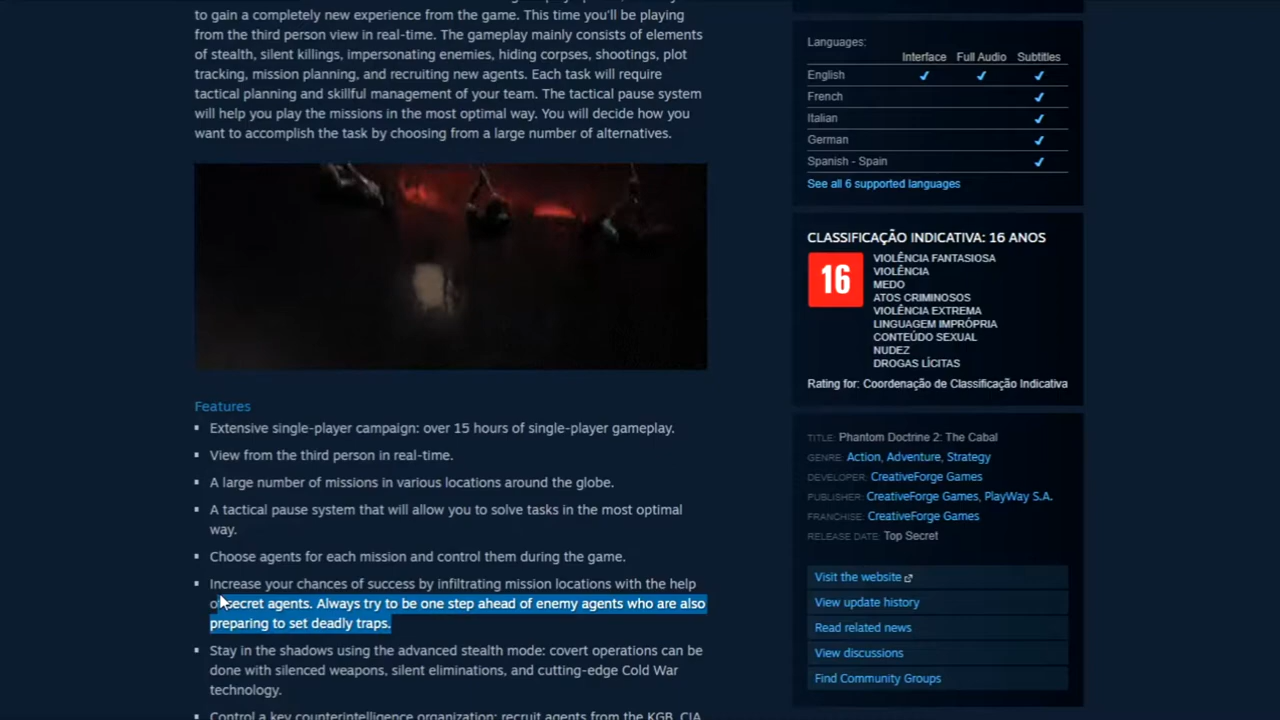 to gain a completely new experience from the game. This time you'll be playing
from the third person view in real-time. The gameplay mainly consists of elements
of stealth, silent killings, impersonating enemies, hiding corpses, shootings, plot
tracking, mission planning, and recruiting new agents. Each task will require
tactical planning and skillful management of your team. The tactical pause system
will help you play the missions in the most optimal way. You will decide how you
want to accomplish the task by choosing from a large number of alternatives.
Features
Extensive single-player campaign: over 15 hours of single-player gameplay.
View from the third person in real-time.
A large number of missions in various locations around the globe.
A tactical pause system that will allow you to solve tasks in the most optimal
way.
Choose agents for each mission and control them during the game.
Increase your chances of success by infiltrating mission locations with the help
of secret agents. Always try to be one step ahead of enemy agents who are also
preparing to set deadly traps.
Stay in the shadows using the advanced stealth mode: covert operations can be
done with silenced weapons, silent eliminations, and cutting-edge Cold War
technology.
Control a key counterintelligence organization: recruit agents from the KGB, CIA
Languages:
Interface Full Audio Subtitles
English ✔ ✔ ✔
French ✔
Italian ✔
German ✔
Spanish - Spain ✔
See all 6 supported languages
CLASSIFICAÇÃO INDICATIVA: 16 ANOS
16
VIOLÊNCIA FANTASIOSA
VIOLÊNCIA
MEDO
ATOS CRIMINOSOS
VIOLÊNCIA EXTREMA
LINGUAGEM IMPRÓPRIA
CONTEÚDO SEXUAL
NUDEZ
DROGAS LÍCITAS
Rating for: Coordenação de Classificação Indicativa
TITLE: Phantom Doctrine 2: The Cabal
GENRE: Action, Adventure, Strategy
DEVELOPER: CreativeForge Games
PUBLISHER: CreativeForge Games, PlayWay S.A.
FRANCHISE: CreativeForge Games
RELEASE DATE: Top Secret
Visit the website
View update history
Read related news
View discussions
Find Community Groups